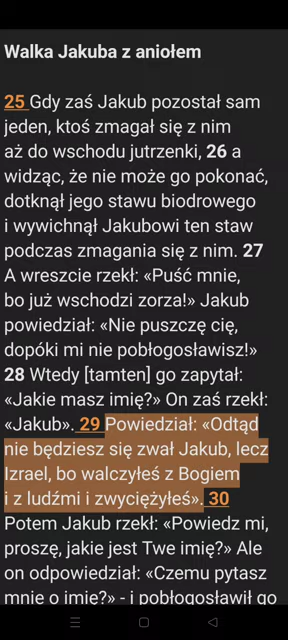 Walka Jakuba z aniołem
25 Gdy zaś Jakub pozostał sam
jeden, ktoś zmagał się z nim
aż do wschodu jutrzenki, 26 a
widząc, że nie może go pokonać,
dotknął jego stawu biodrowego
i wywichnął Jakubowi ten staw
podczas zmagania się z nim. 27
A wreszcie rzekł: «Puść mnie,
bo już wschodzi zorza!» Jakub
powiedział: «Nie puszczę cię,
dopóki mi nie pobłogosławisz!»
28 Wtedy [tamten] go zapytał:
«Jakie masz imię?» On zaś rzekł:
«Jakub». 29 Powiedział: «Odtąd
nie będziesz się zwał Jakub, lecz
Izrael, bo walczyłeś z Bogiem
i z ludźmi i zwyciężyłeś». 30
Potem Jakub rzekł: «Powiedz mi,
proszę, jakie jest Twe imię?» Ale
on odpowiedział: «Czemu pytasz
mnie o imię?» - i pobłogosławił go